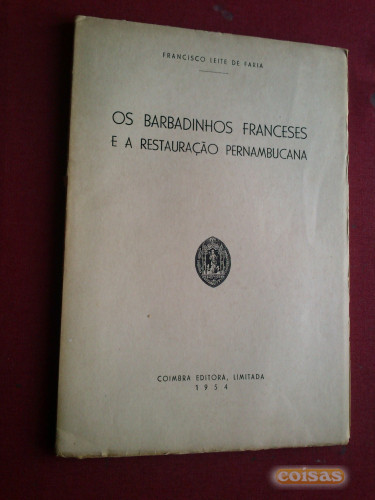 FRANCISCO LEITE DE FARIA
OS BARBADINHOS FRANCESES
E A RESTAURAÇÃO PERNAMBUCANA
COIMBRA EDITORA, LIMITADA
1954
coisas